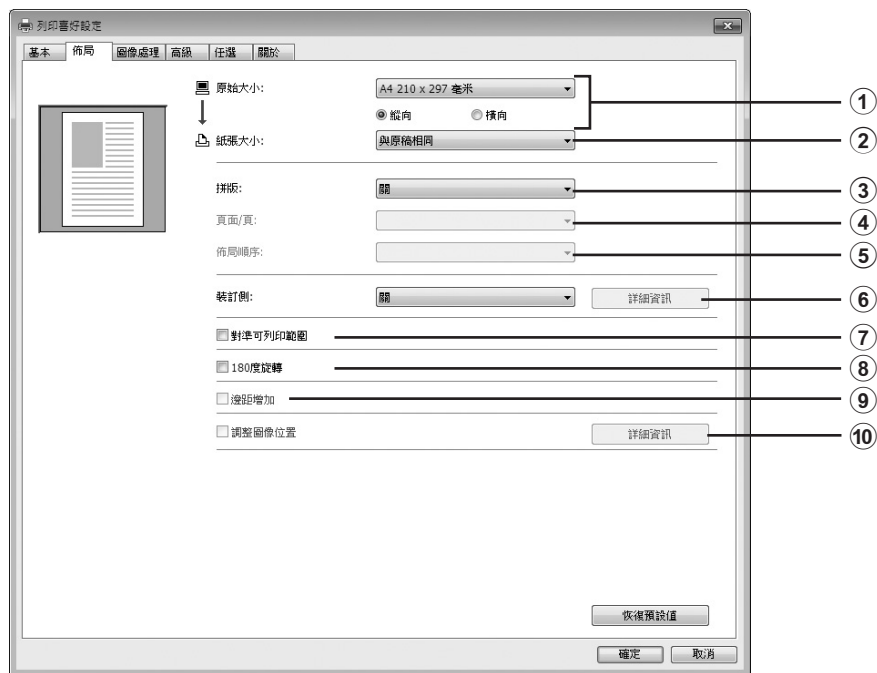 列印喜好設定
基本 佈局 圖像處理 高級 任選 關於
原始大小: A4 210 x 297 毫米 1
縱向 橫向
紙張大小: 與原稿相同 2
拼版: 關 3
頁面/頁: 4
佈局順序: 5
裝訂側: 關 詳細資訊 6
對準可列印範圍 7
180度旋轉 8
邊距增加 9
調整圖像位置 詳細資訊 10
恢復預設值
確定 取消